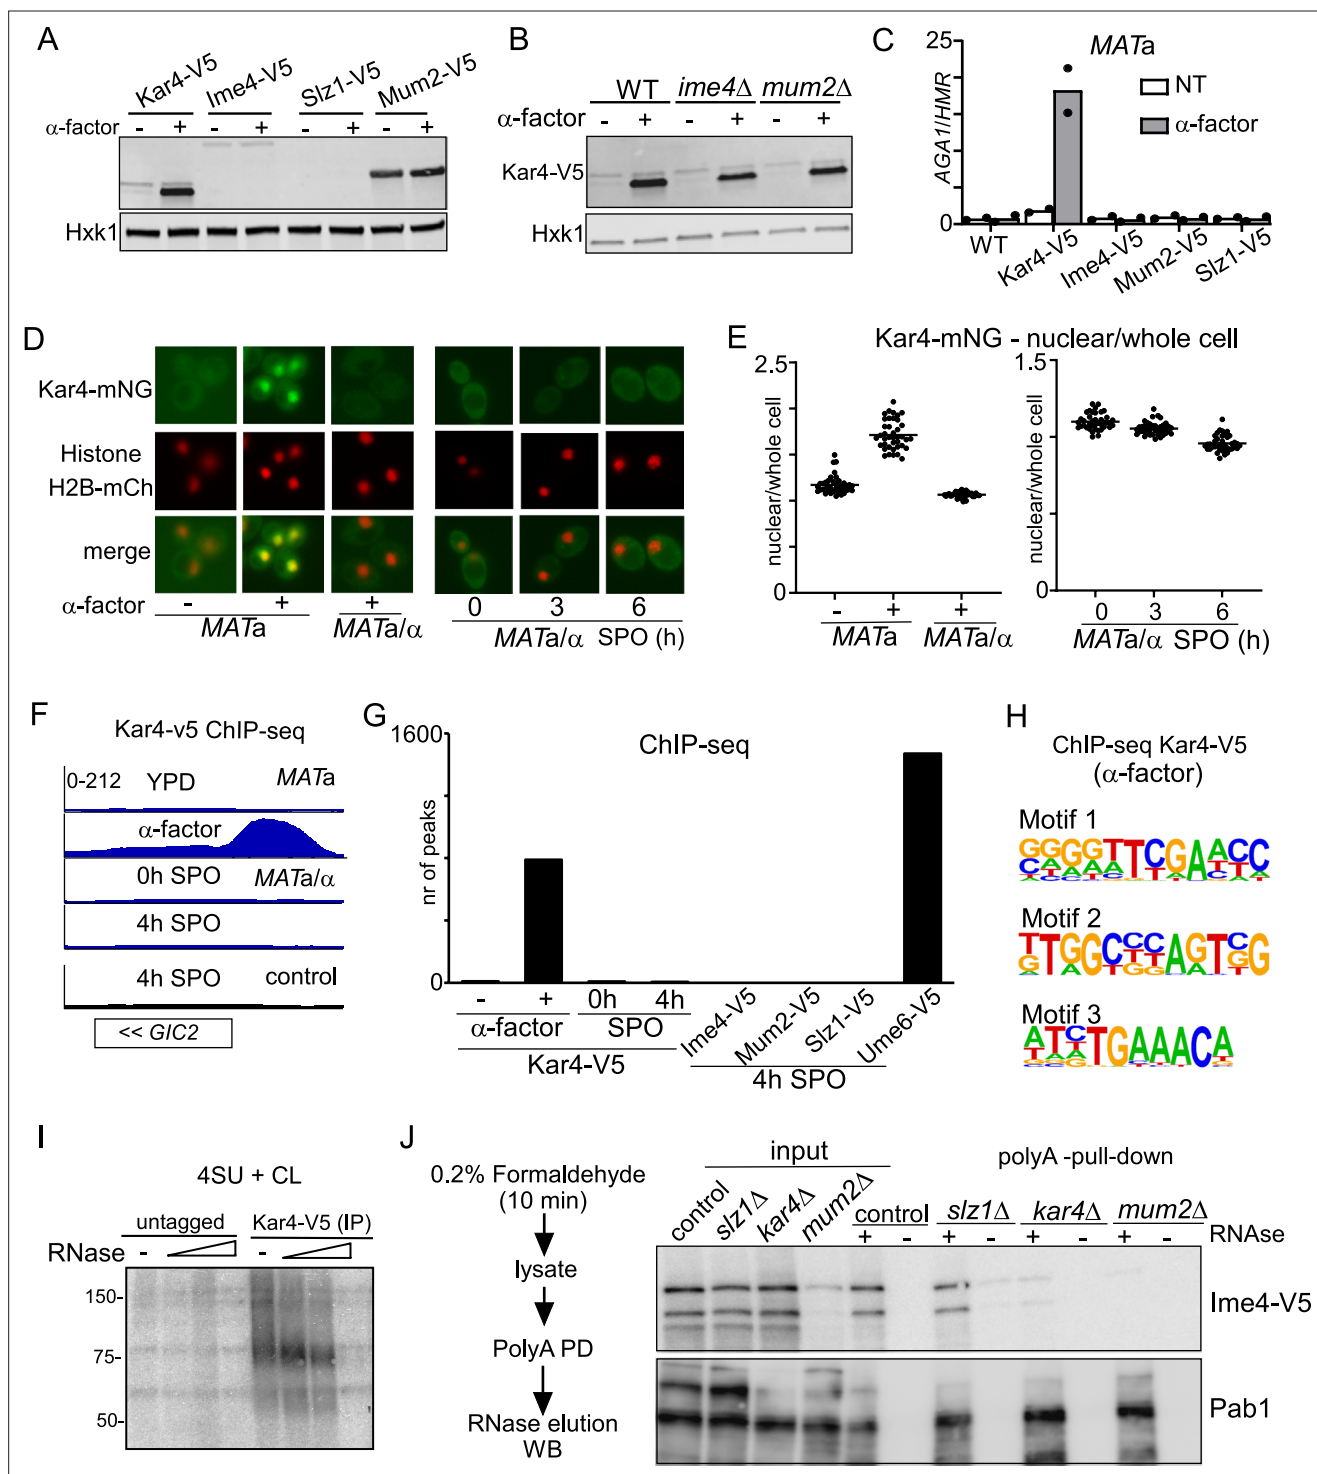 A
Kar4-V5
Ime4-V5
Slz1-V5
Mum2-V5
α-factor - + - + - + - +
Hxk1
B
WT ime4Δ mum2Δ
α-factor - + - + - +
Kar4-V5
Hxk1
C
MATa
25
0
AGA1/HMR
NT
α-factor
WT
Kar4-V5
Ime4-V5
Mum2-V5
Slz1-V5
D
Kar4-mNG
Histone
H2B-mCh
merge
α-factor - + + 0 3 6
MATa MATa/α MATa/α SPO (h)
E
Kar4-mNG - nuclear/whole cell
2.5
0
nuclear/whole cell
- + +
MATa MATa/α
1.5
0
nuclear/whole cell
0 3 6
MATa/α SPO (h)
F
Kar4-v5 ChIP-seq
0-212 YPD MATa
α-factor
0h SPO MATa/α
4h SPO
4h SPO control
<< GIC2
G
ChIP-seq
1600
0
nr of peaks
- + 0h 4h
α-factor SPO
Kar4-V5
Ime4-V5
Mum2-V5
Slz1-V5
Ume6-V5
4h SPO
H
ChIP-seq Kar4-V5
(α-factor)
Motif 1
Motif 2
Motif 3
I
4SU + CL
untagged Kar4-V5 (IP)
RNase - -
150-
75-
50-
J
0.2% Formaldehyde
(10 min)
lysate
PolyA PD
RNase elution
WB
input polyA -pull-down
control slz1Δ kar4Δ mum2Δ control slz1Δ kar4Δ mum2Δ
+ - + - + - + - RNAse
Ime4-V5
Pab1